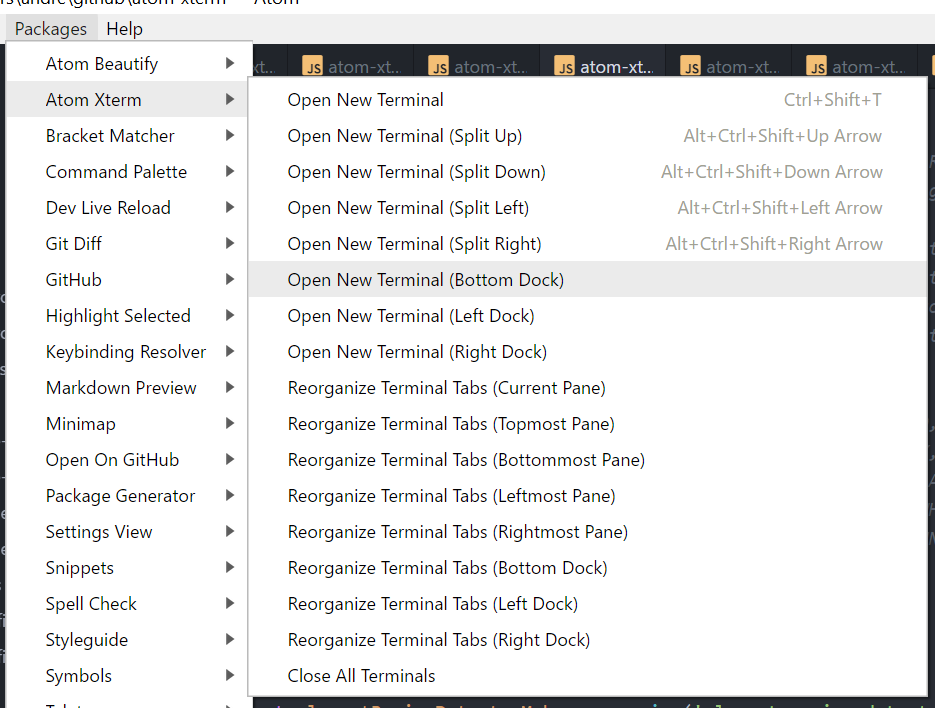 Packages Help
Atom Beautify
Atom Xterm
Bracket Matcher
Command Palette
Dev Live Reload
Git Diff
GitHub
Highlight Selected
Keybinding Resolver
Markdown Preview
Minimap
Open On GitHub
Package Generator
Settings View
Snippets
Spell Check
Styleguide
Symbols
xt..
JS atom-xt..
JS atom-xt..
JS atom-xt..
JS atom-xt..
JS atom-xt..
Open New Terminal Ctrl+Shift+T
Open New Terminal (Split Up) Alt+Ctrl+Shift+Up Arrow
Open New Terminal (Split Down) Alt+Ctrl+Shift+Down Arrow
Open New Terminal (Split Left) Alt+Ctrl+Shift+Left Arrow
Open New Terminal (Split Right) Alt+Ctrl+Shift+Right Arrow
Open New Terminal (Bottom Dock)
Open New Terminal (Left Dock)
Open New Terminal (Right Dock)
Reorganize Terminal Tabs (Current Pane)
Reorganize Terminal Tabs (Topmost Pane)
Reorganize Terminal Tabs (Bottommost Pane)
Reorganize Terminal Tabs (Leftmost Pane)
Reorganize Terminal Tabs (Rightmost Pane)
Reorganize Terminal Tabs (Bottom Dock)
Reorganize Terminal Tabs (Left Dock)
Reorganize Terminal Tabs (Right Dock)
Close All Terminals